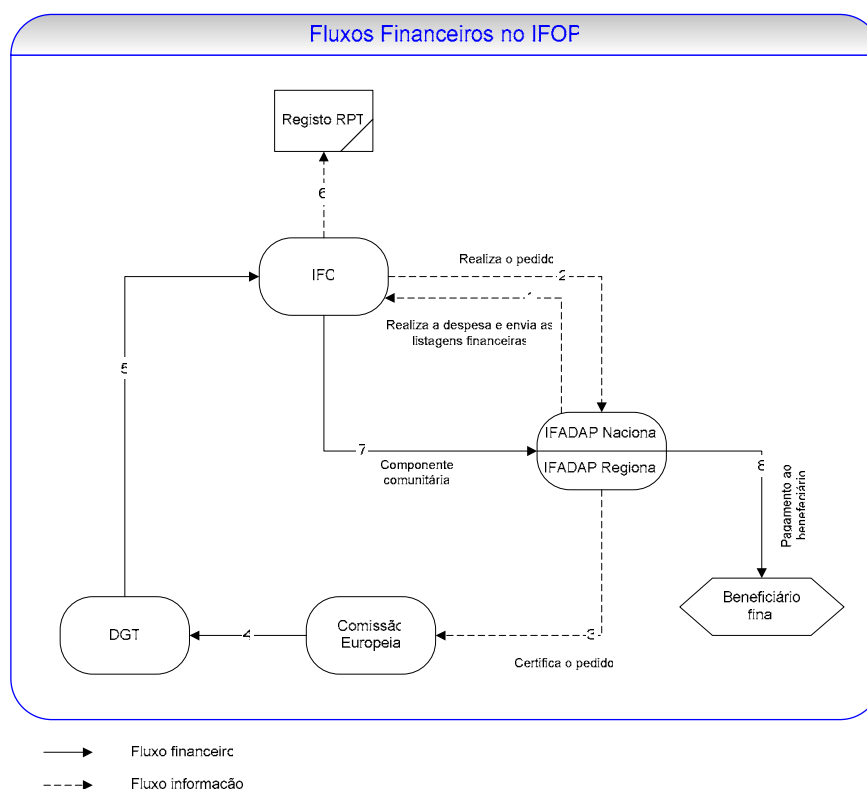 Fluxos Financeiros no IFOP
Registo RPT
6
IFC
Realiza o pedido
2
1
Realiza a despesa e envia as
listagens financeiras
5
IFADAP Naciona
IFADAP Regiona
7
8
Componente
comunitária
Pagamento ao
beneferiário
Beneficiário
fina
DGT
4
Comissão
Europeia
3
Certifica o pedido
Fluxo financeiro
Fluxo informação